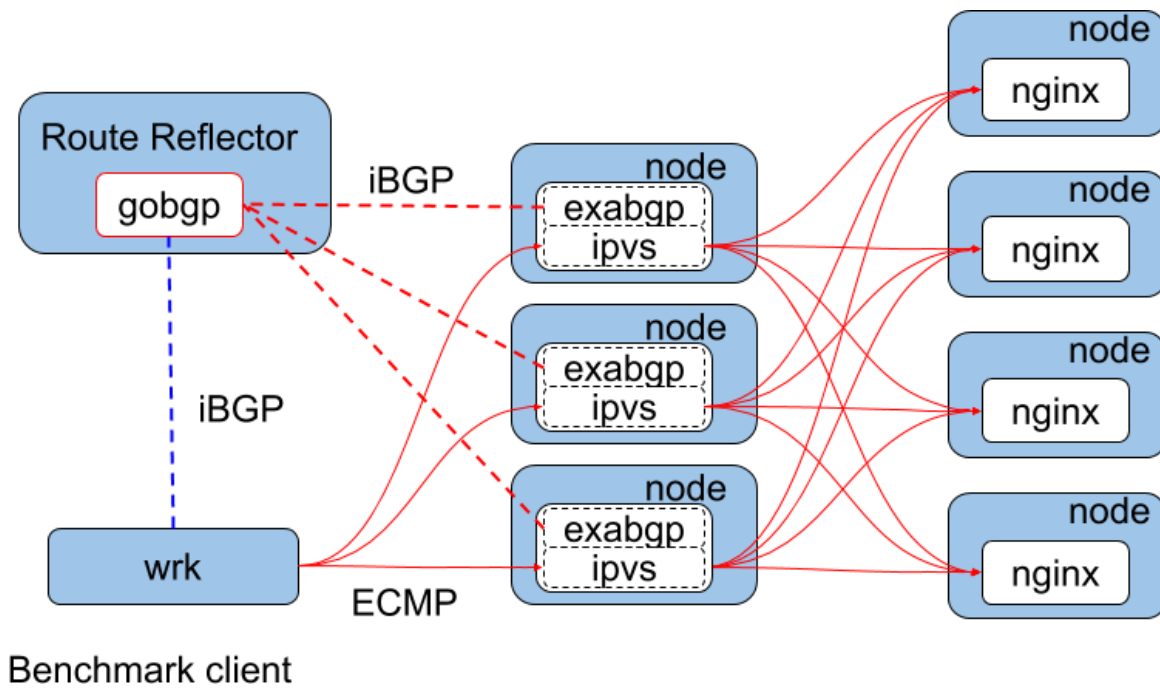 Route Reflector
gobgp
iBGP
iBGP
wrk
ECMP
Benchmark client
node
exabgp
ipvs
node
exabgp
ipvs
node
exabgp
ipvs
node
nginx
node
nginx
node
nginx
node
nginx